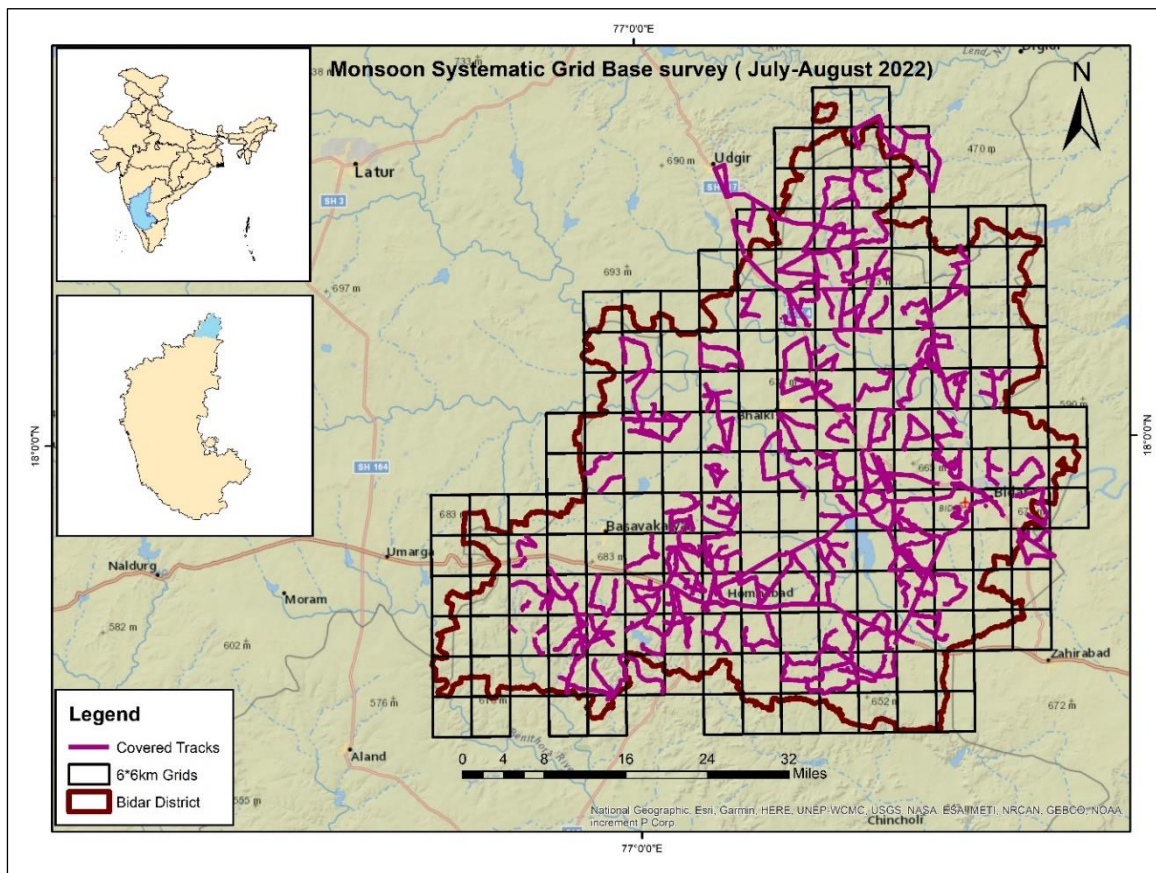 77°0'0"E
Monsoon Systematic Grid Base survey ( July-August 2022)
N
Latur
Udgir
690 m
470 m
SH 3
693 m
697 m
18°0'0"N
18°0'0"N
Bhalki
590 m
SH 164
665 m
Bidar
683 m
Basavakalya
Umarga
683 m
Naldurg
Moram
Homnabad
582 m
602 m
Zahirabad
576 m
652 m
672 m
Aland
Benithora River
555 m
Chincholi
Legend
Covered Tracks
6*6km Grids
Bidar District
0 4 8 16 24 32
Miles
National Geographic, Esri, Garmin, HERE, UNEP-WCMC, USGS, NASA, ESA, METI, NRCAN, GEBCO, NOAA,
increment P Corp.
77°0'0"E